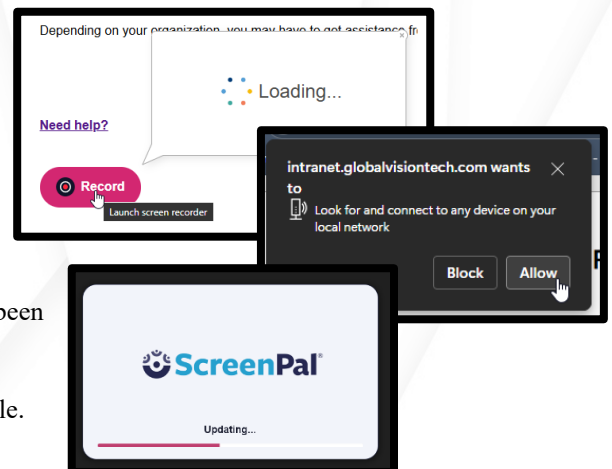 Depending on your organization, you may have to get assistance fr
Loading...
Need help?
Record
Launch screen recorder
intranet.globalvisiontech.com wants
to
Look for and connect to any device on your
local network
Block
Allow
been
ScreenPal
le.
Updating...